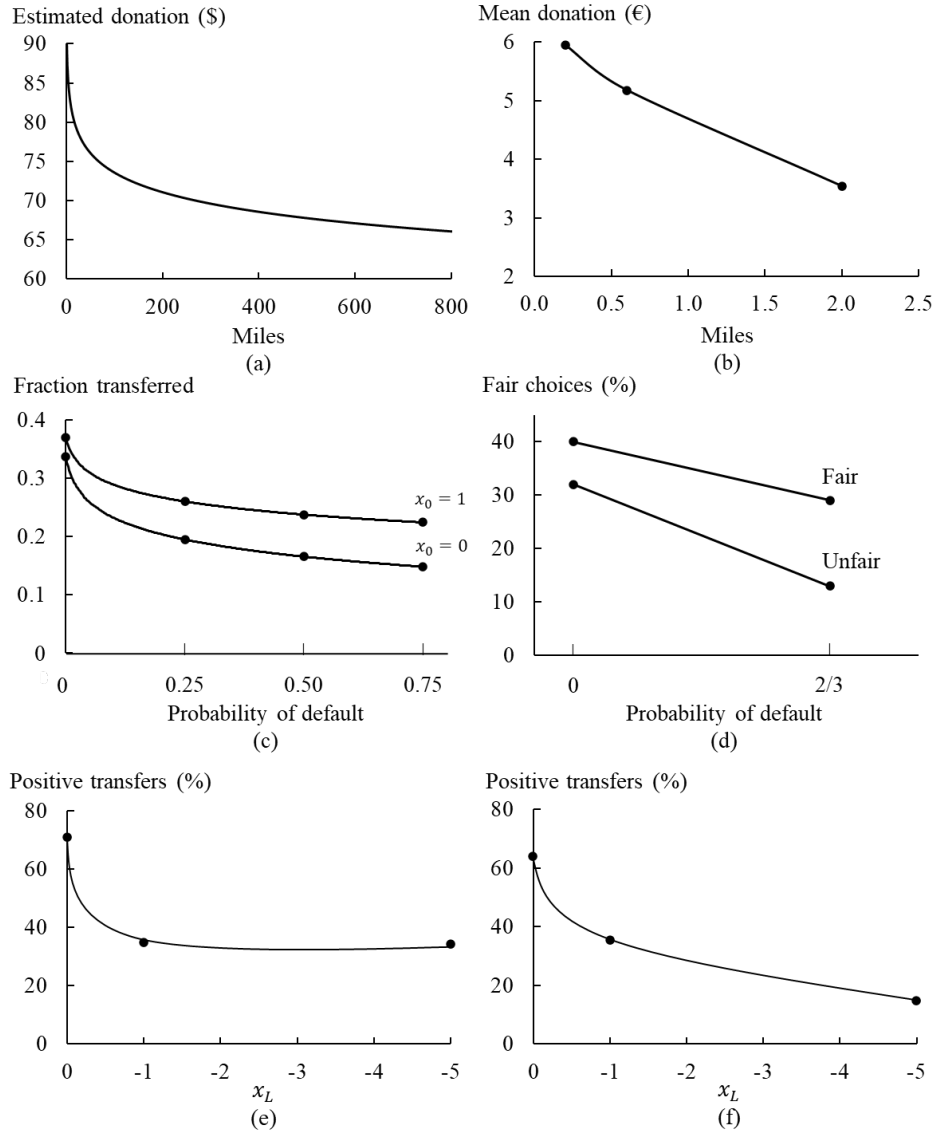 Estimated donation ($)
90
85
80
75
70
65
60
0 200 400 600 800
Miles
(a)
Mean donation (€)
6
5
4
3
2
0.0 0.5 1.0 1.5 2.0 2.5
Miles
(b)
Fraction transferred
0.4
0.3
0.2
0.1
0
x₀ = 1
x₀ = 0
0 0.25 0.50 0.75
Probability of default
(c)
Fair choices (%)
40
30
20
10
0
Fair
Unfair
0 2/3
Probability of default
(d)
Positive transfers (%)
80
60
40
20
0
0 -1 -2 -3 -4 -5
x_L
(e)
Positive transfers (%)
80
60
40
20
0
0 -1 -2 -3 -4 -5
x_L
(f)